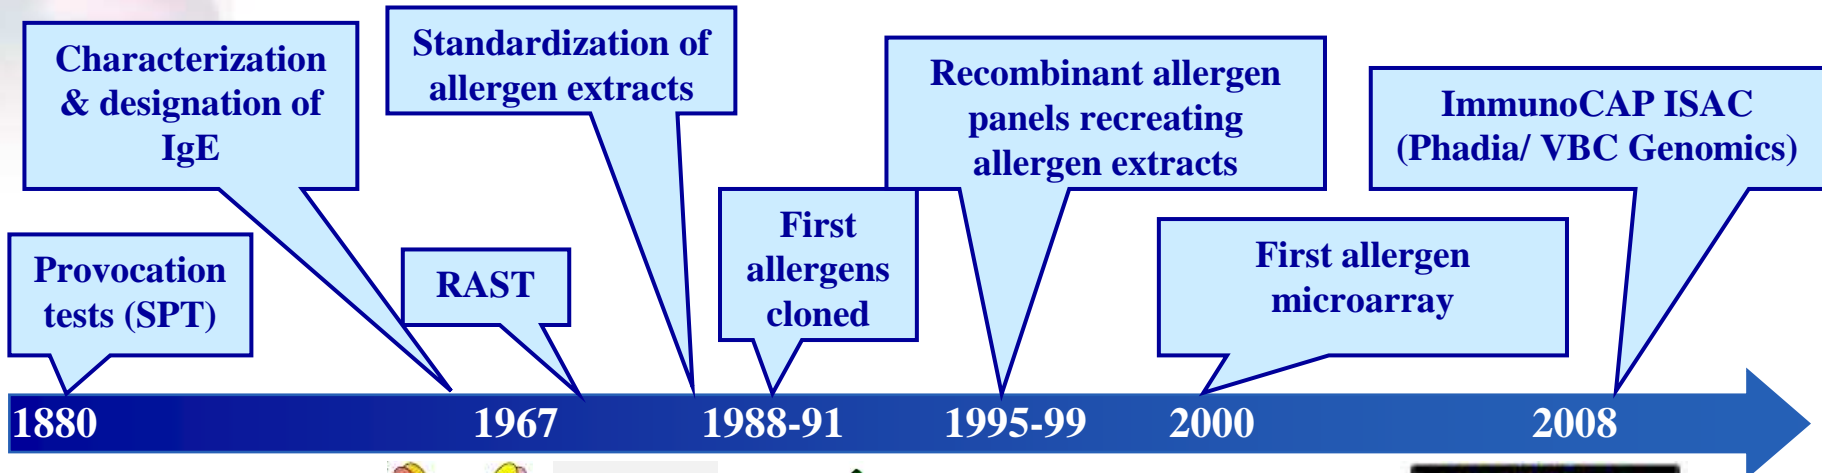 Characterization
& designation of
IgE
Standardization of
allergen extracts
Recombinant allergen
panels recreating
allergen extracts
ImmunoCAP ISAC
(Phadia/ VBC Genomics)
Provocation
tests (SPT)
RAST
First
allergens
cloned
First allergen
microarray
1880
1967
1988-91
1995-99
2000
2008